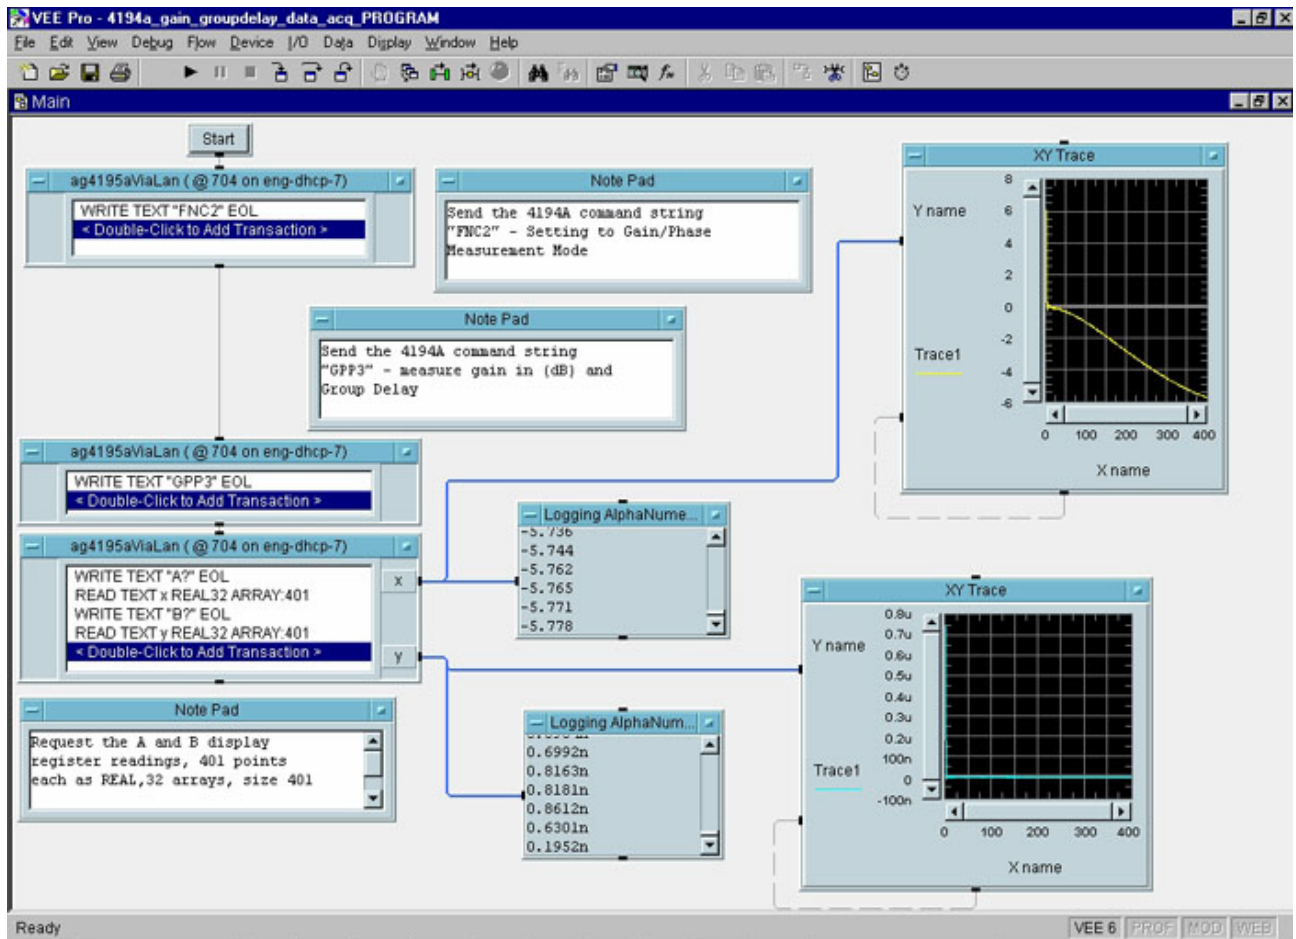 VEE Pro - 4194a_gain_groupdelay_data_acq_PROGRAM
File Edit View Debug Flow Device I/O Data Display Window Help
Main
Start
ag4195aViaLan ( @ 704 on eng-dhcp-7)
WRITE TEXT "FNC2" EOL
< Double-Click to Add Transaction >
Note Pad
Send the 4194A command string
"FNC2" - Setting to Gain/Phase
Measurement Mode
Note Pad
Send the 4194A command string
"GPP3" - measure gain in (dB) and
Group Delay
XY Trace
Y name
Trace1
8
6
4
2
0
-2
-4
-6
0 100 200 300 400
X name
ag4195aViaLan ( @ 704 on eng-dhcp-7)
WRITE TEXT "GPP3" EOL
< Double-Click to Add Transaction >
ag4195aViaLan ( @ 704 on eng-dhcp-7)
WRITE TEXT "A?" EOL
READ TEXT x REAL32 ARRAY:401
WRITE TEXT "B?" EOL
READ TEXT y REAL32 ARRAY:401
< Double-Click to Add Transaction >
x
y
Logging AlphaNume...
-5.736
-5.744
-5.762
-5.765
-5.771
-5.778
Note Pad
Request the A and B display
register readings, 401 points
each as REAL,32 arrays, size 401
Logging AlphaNum...
0.6992n
0.8163n
0.8181n
0.8612n
0.6301n
0.1952n
XY Trace
Y name
Trace1
0.8u
0.7u
0.6u
0.5u
0.4u
0.3u
0.2u
100n
0
-100n
0 100 200 300 400
X name
Ready
VEE 6 PROF MOD WEB